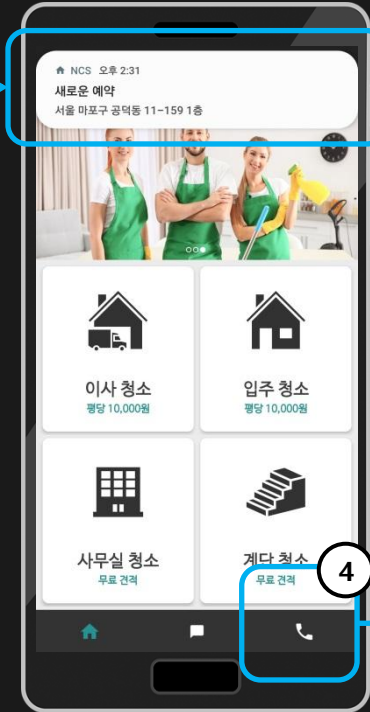 NCS 오후 2:31
새로운 예약
서울 마포구 공덕동 11-159 1층
이사 청소
평당 10,000원
입주 청소
평당 10,000원
사무실 청소
무료 견적
계단 청소
무료 견적
4